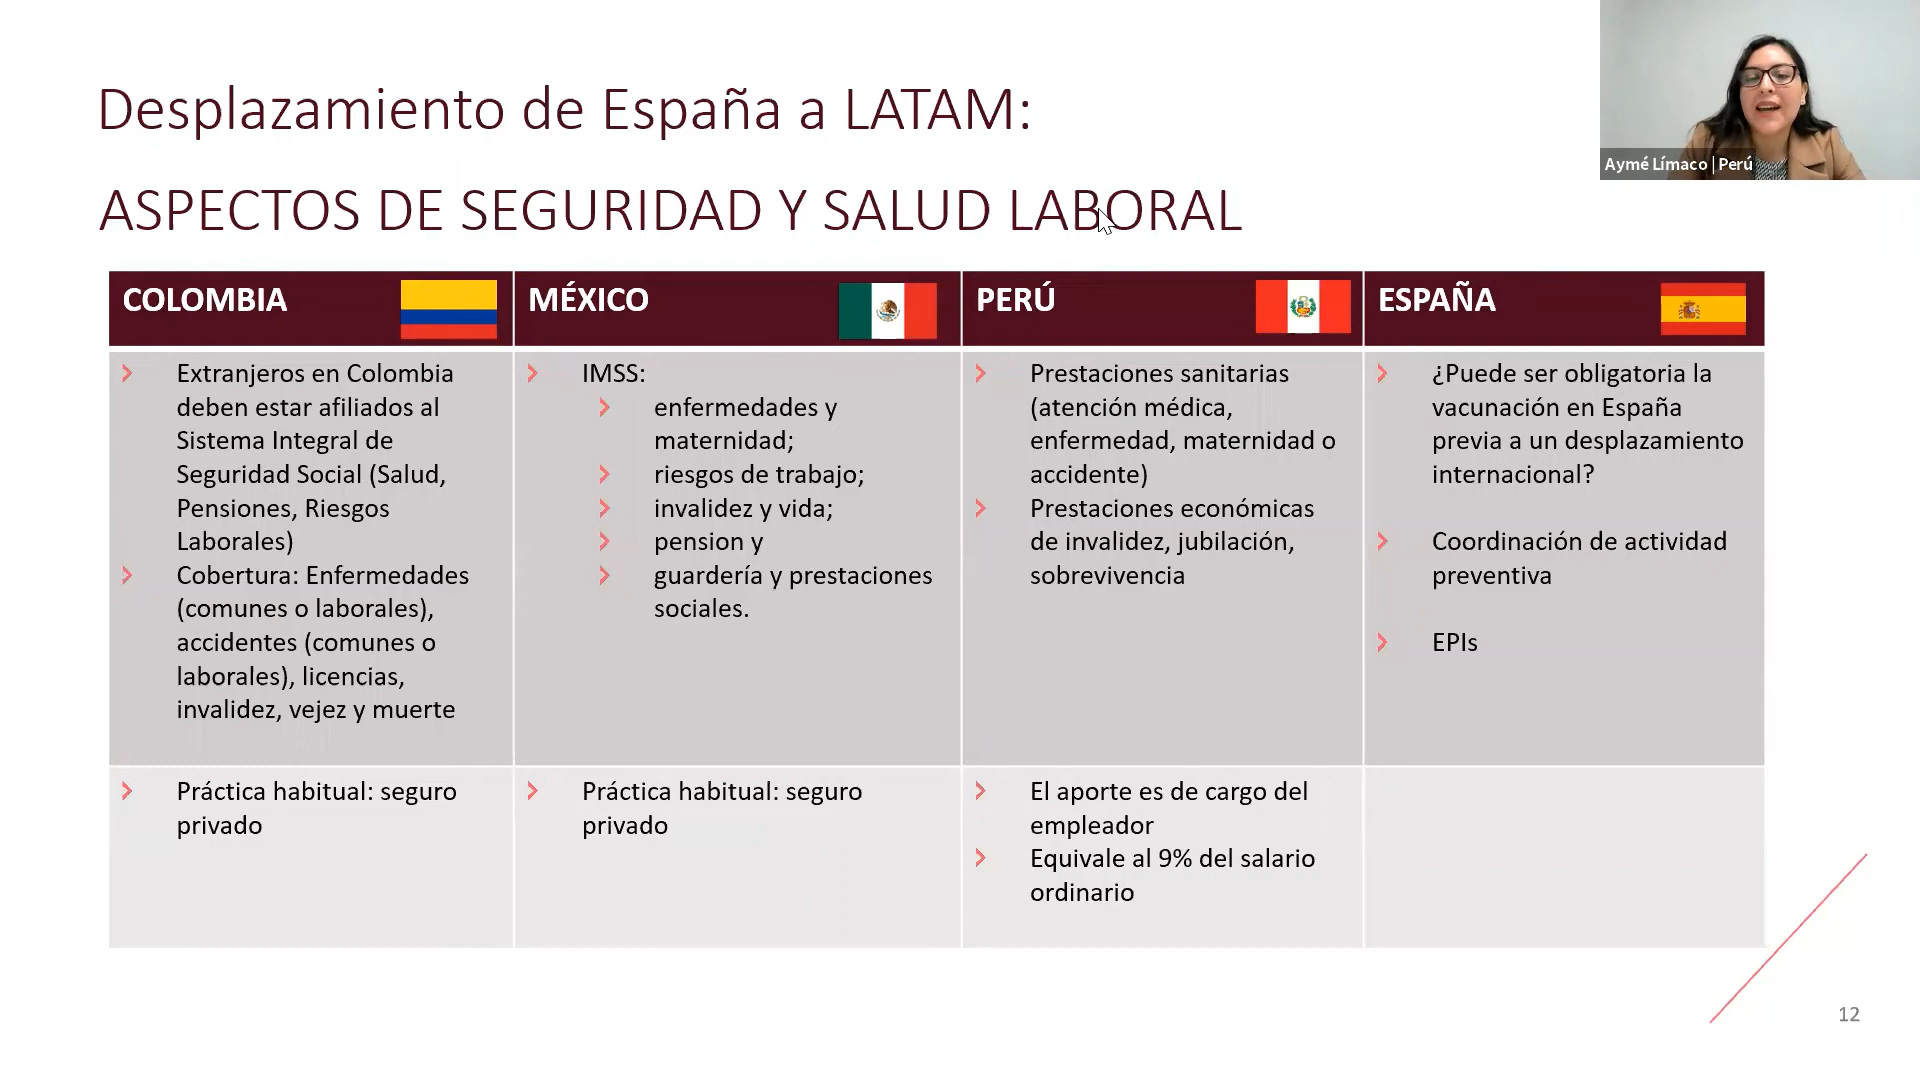 Desplazamiento de España a LATAM:
ASPECTOS DE SEGURIDAD Y SALUD LABORAL
Aymé Límaco | Perú
COLOMBIA
MÉXICO
PERÚ
ESPAÑA
Extranjeros en Colombia
deben estar afiliados al
Sistema Integral de
Seguridad Social (Salud,
Pensiones, Riesgos
Laborales)
Cobertura: Enfermedades
(comunes o laborales),
accidentes (comunes o
laborales), licencias,
invalidez, vejez y muerte
IMSS:
enfermedades y
maternidad;
riesgos de trabajo;
invalidez y vida;
pension y
guardería y prestaciones
sociales.
Prestaciones sanitarias
(atención médica,
enfermedad, maternidad o
accidente)
Prestaciones económicas
de invalidez, jubilación,
sobrevivencia
¿Puede ser obligatoria la
vacunación en España
previa a un desplazamiento
internacional?
Coordinación de actividad
preventiva
EPIs
Práctica habitual: seguro
privado
Práctica habitual: seguro
privado
El aporte es de cargo del
empleador
Equivale al 9% del salario
ordinario
12